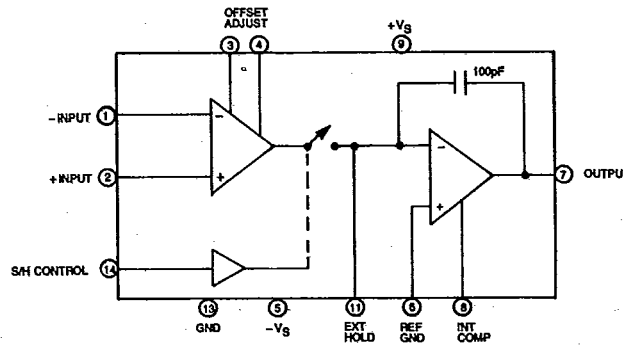 OFFSET
ADJUST
+VS
3
4
9
100pF
-INPUT 1
-
-
+INPUT 2
+
+
7 OUTPU
S/H CONTROL 14
13
5
11
6
8
GND
-VS
EXT
HOLD
REF
GND
INT
COMP